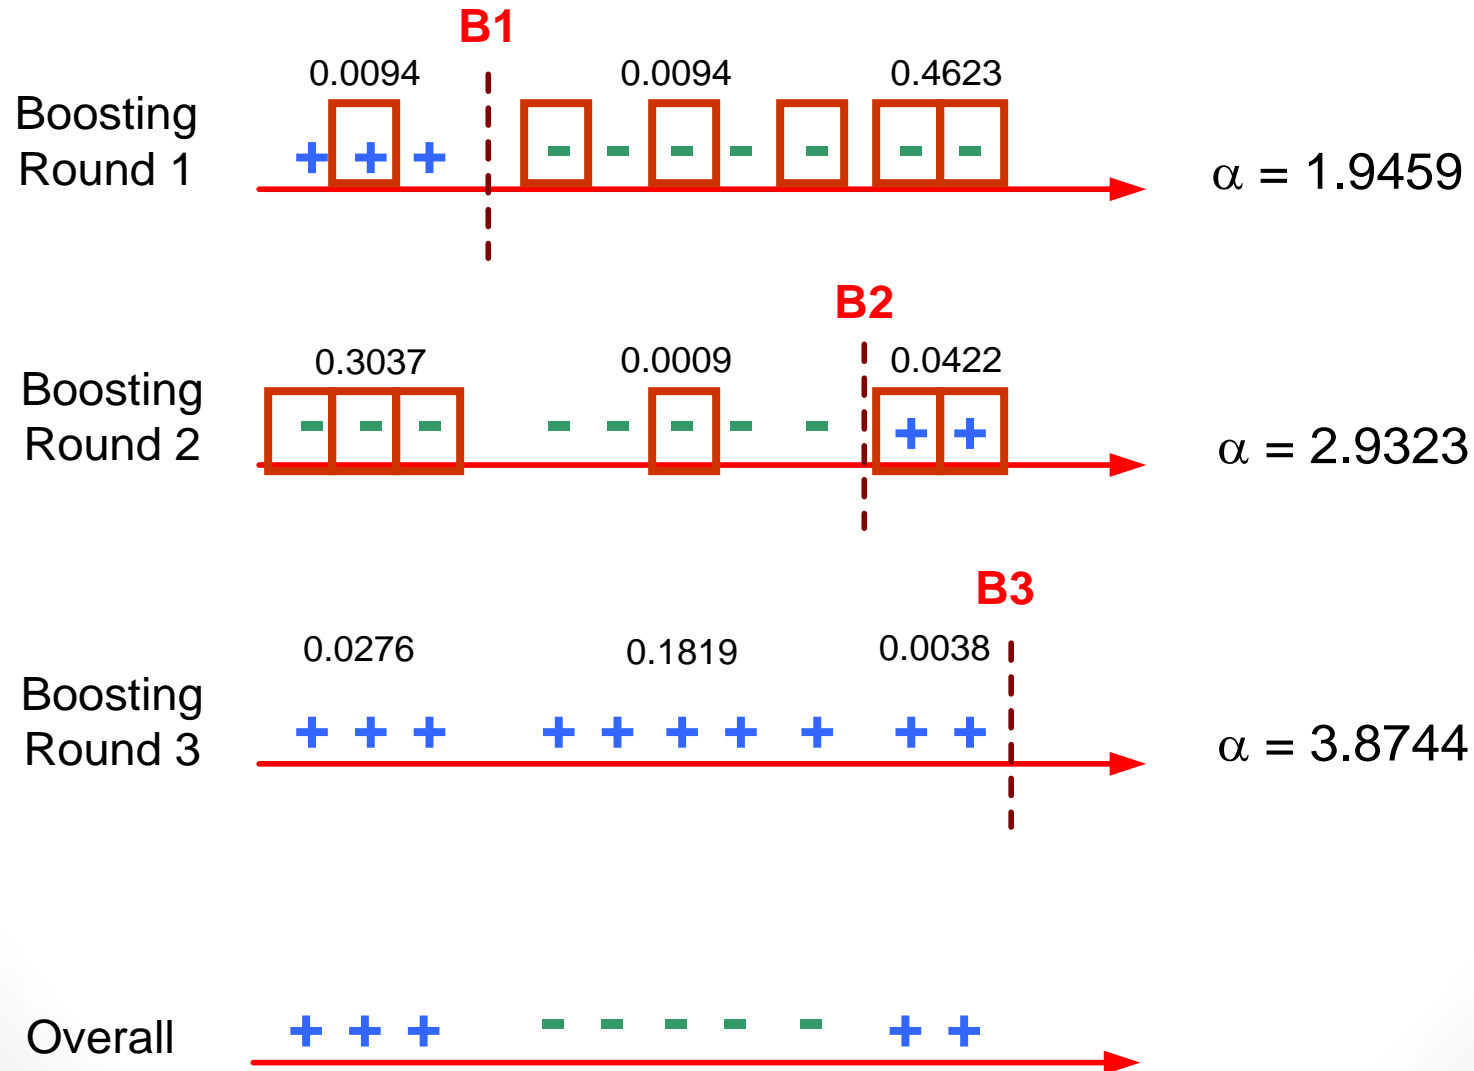 B1
0.0094 0.0094 0.4623
Boosting
Round 1
+ + + - - - - - - -
α = 1.9459
B2
0.3037 0.0009 0.0422
Boosting
Round 2
- - - - - - - - + +
α = 2.9323
B3
0.0276 0.1819 0.0038
Boosting
Round 3
+ + + + + + + + + +
α = 3.8744
Overall
+ + + - - - - - + +